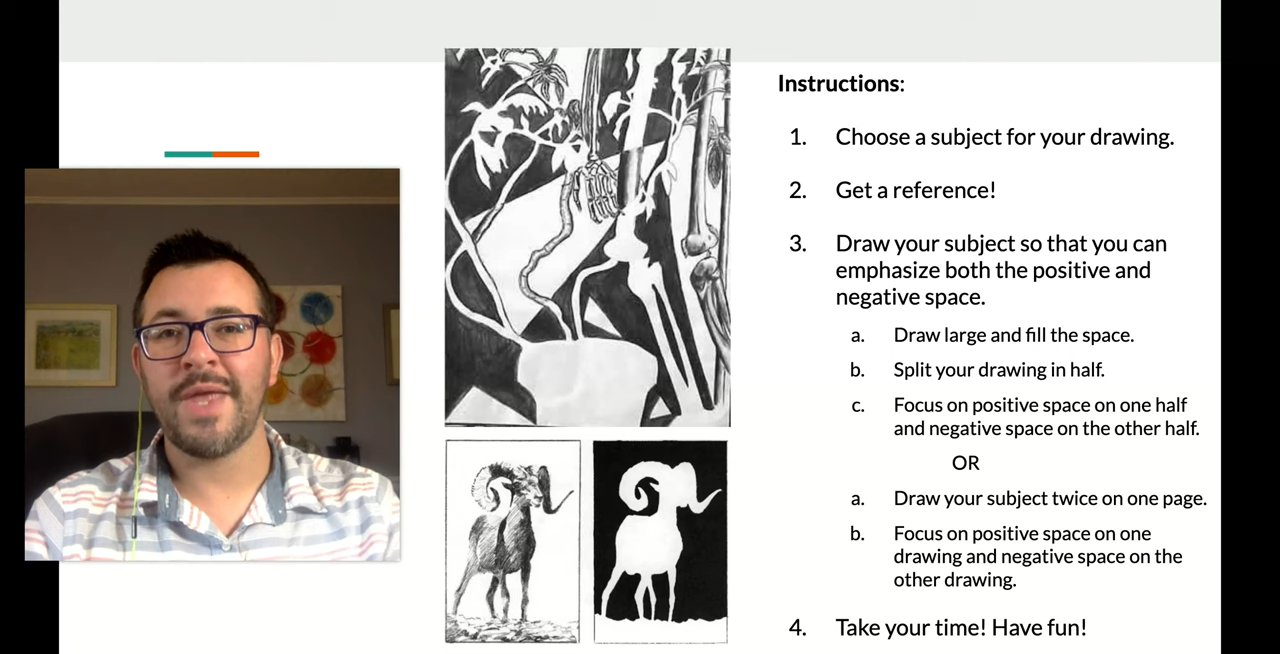 Instructions:
1. Choose a subject for your drawing.
2. Get a reference!
3. Draw your subject so that you can
emphasize both the positive and
negative space.
a. Draw large and fill the space.
b. Split your drawing in half.
c. Focus on positive space on one half
and negative space on the other half.
OR
a. Draw your subject twice on one page.
b. Focus on positive space on one
drawing and negative space on the
other drawing.
4. Take your time! Have fun!